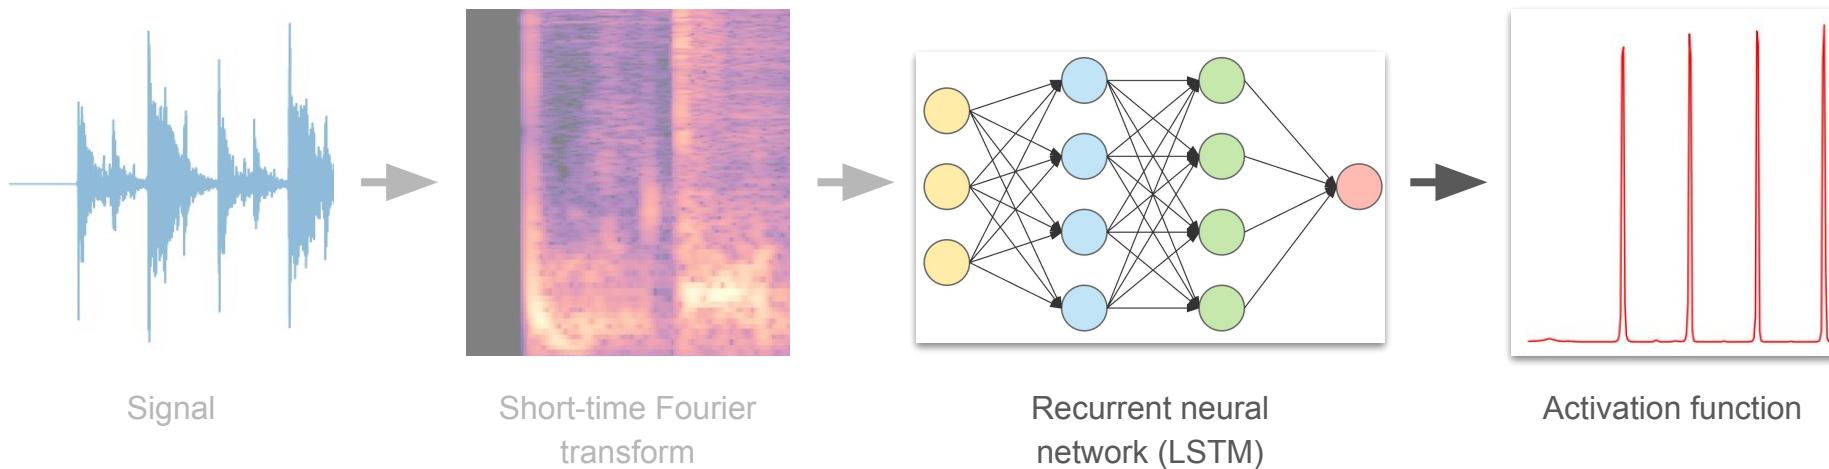 Signal
Short-time Fourier
transform
Recurrent neural
network (LSTM)
Activation function